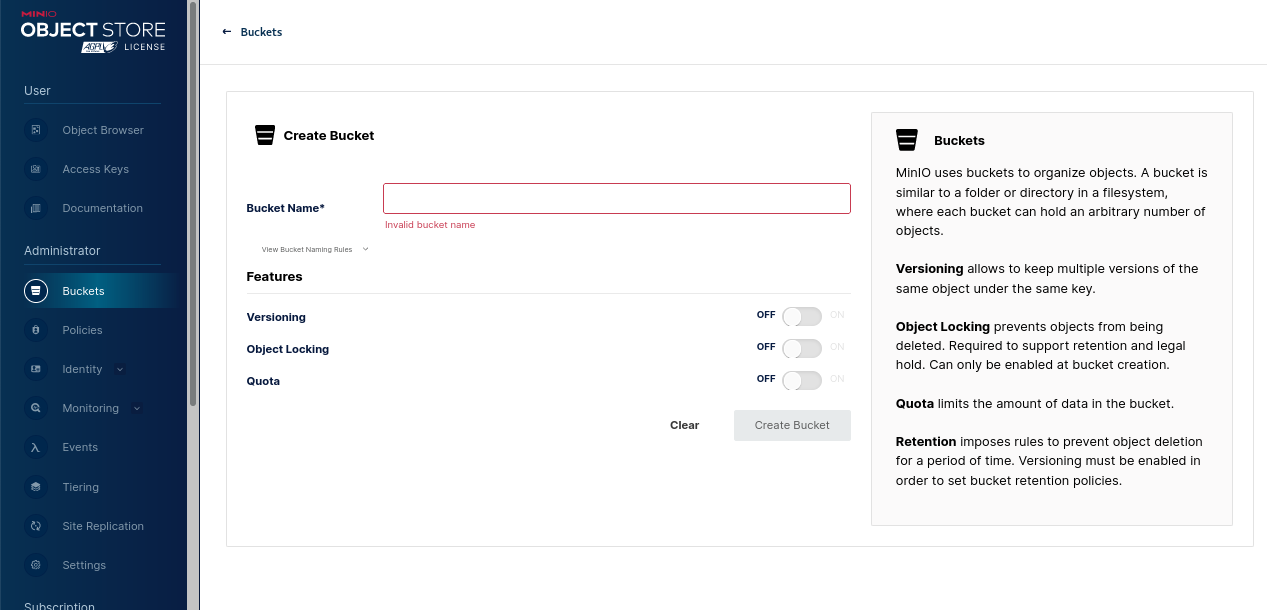 MINIO
OBJECT STORE
AGPLv3 LICENSE
User
Object Browser
Access Keys
Documentation
Administrator
Buckets
Policies
Identity
Monitoring
Events
Tiering
Site Replication
Settings
Subscription
← Buckets
Create Bucket
Bucket Name*
Invalid bucket name
View Bucket Naming Rules
Features
Versioning
OFF ON
Object Locking
OFF ON
Quota
OFF ON
Clear
Create Bucket
Buckets
MinIO uses buckets to organize objects. A bucket is
similar to a folder or directory in a filesystem,
where each bucket can hold an arbitrary number of
objects.
Versioning allows to keep multiple versions of the
same object under the same key.
Object Locking prevents objects from being
deleted. Required to support retention and legal
hold. Can only be enabled at bucket creation.
Quota limits the amount of data in the bucket.
Retention imposes rules to prevent object deletion
for a period of time. Versioning must be enabled in
order to set bucket retention policies.